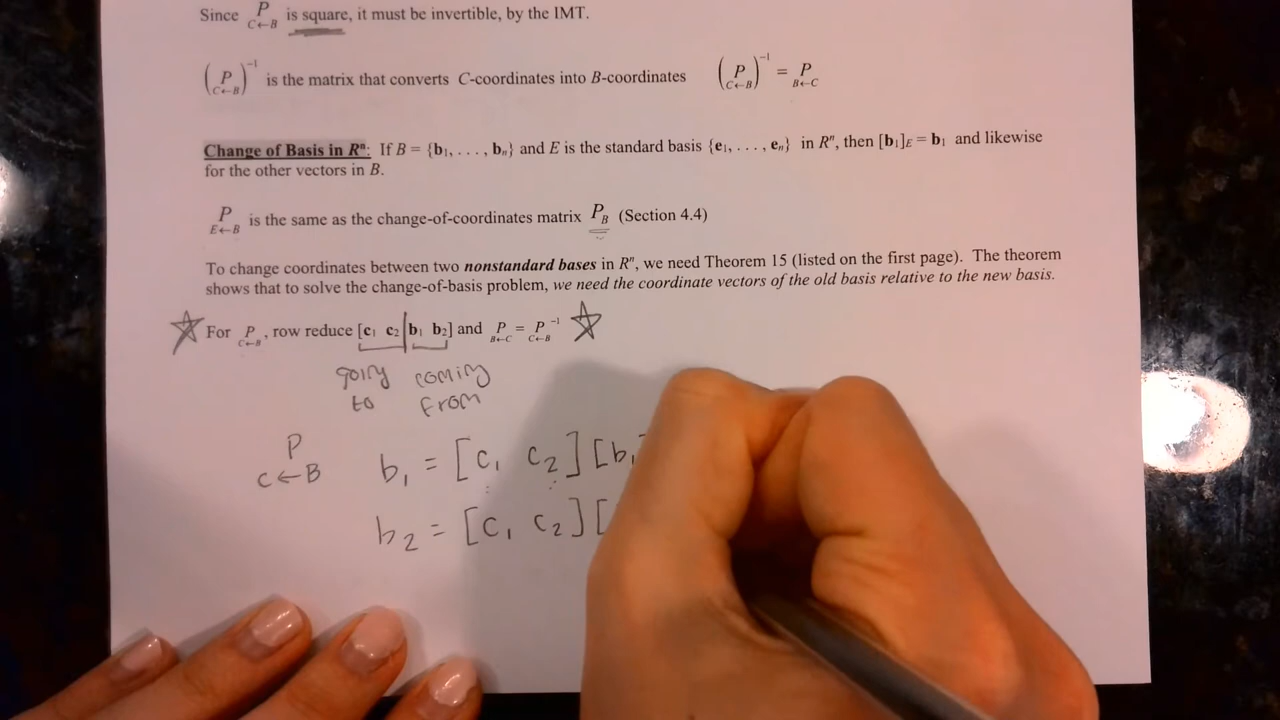 Since P C←B is square, it must be invertible, by the IMT.
(P C←B)⁻¹ is the matrix that converts C-coordinates into B-coordinates (P C←B)⁻¹ = P B←C
Change of Basis in Rⁿ: If B = {b₁, . . . , bₙ} and E is the standard basis {e₁, . . . , eₙ} in Rⁿ, then [b₁]E = b₁ and likewise
for the other vectors in B.
P E←B is the same as the change-of-coordinates matrix P_B (Section 4.4)
To change coordinates between two nonstandard bases in Rⁿ, we need Theorem 15 (listed on the first page). The theorem
shows that to solve the change-of-basis problem, we need the coordinate vectors of the old basis relative to the new basis.
For P C←B, row reduce [c₁ c₂ | b₁ b₂] and P B←C = P C←B ⁻¹
going coming
to from
P C←B b₁ = [c₁ c₂][b₁]
b₂ = [c₁ c₂][